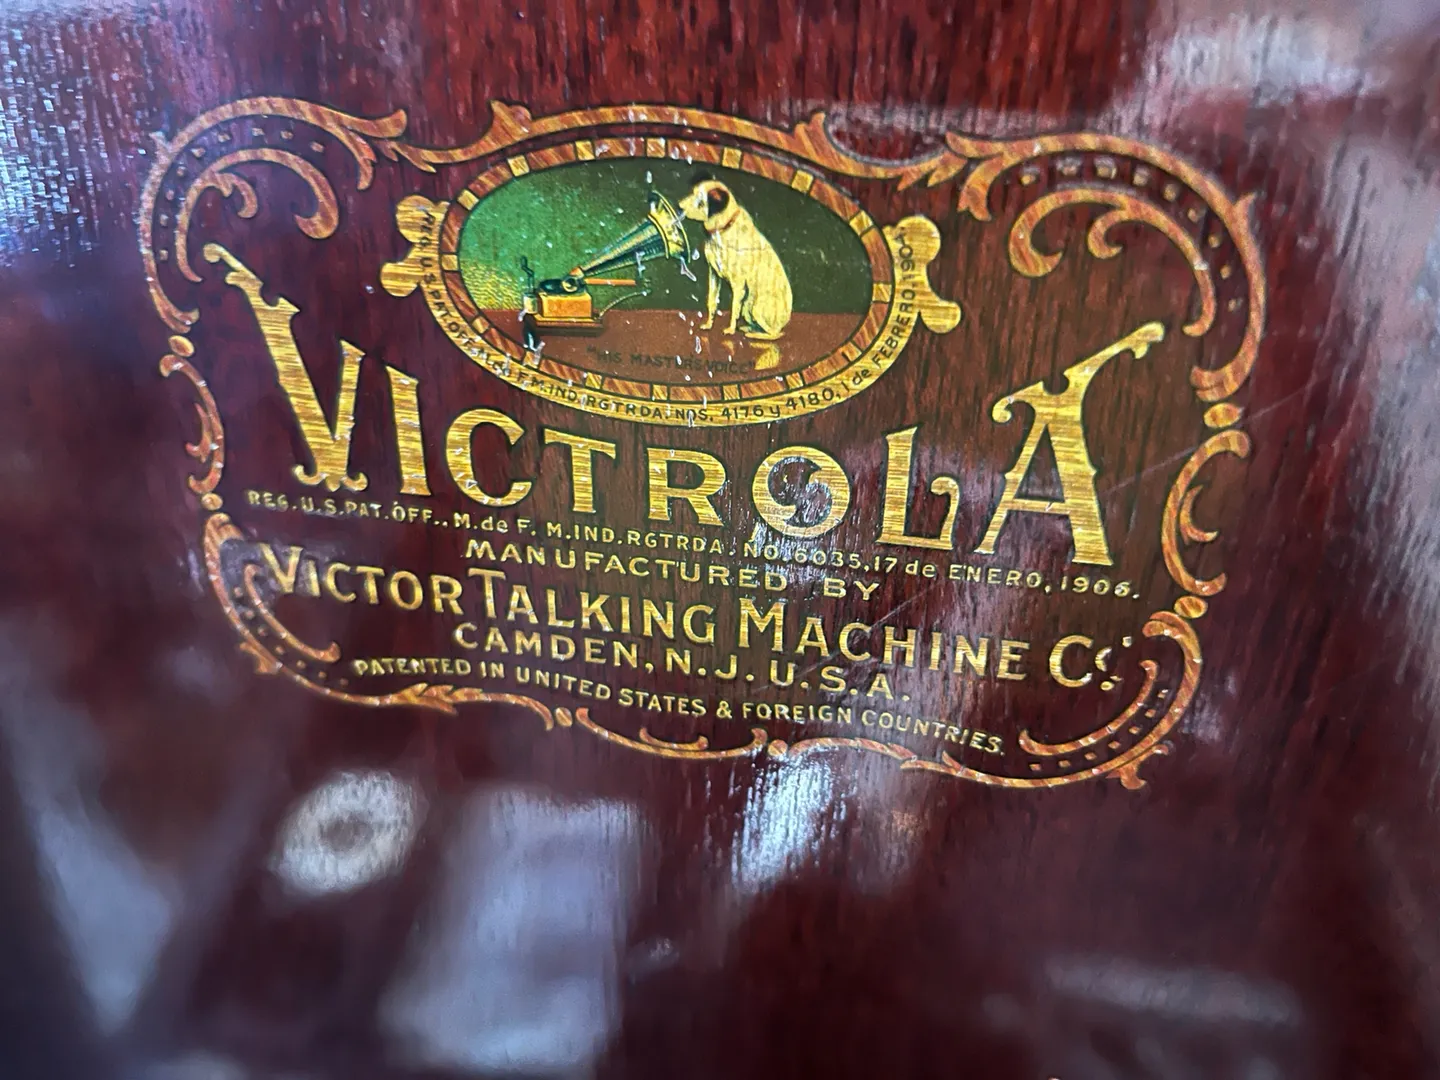 "HIS MASTER'S VOICE"
REG. U.S. PAT. OFF. M. de F. M.IND. RGTRDA. NOS. 4176 y 4180, 1 de FEBRERO, 190
VICTROLA
REG. U.S. PAT. OFF.. M. de F. M.IND. RGTRDA. NO. 6035, 17 de ENERO, 1906.
MANUFACTURED BY
VICTOR TALKING MACHINE Co
CAMDEN, N.J. U.S.A.
PATENTED IN UNITED STATES & FOREIGN COUNTRIES.